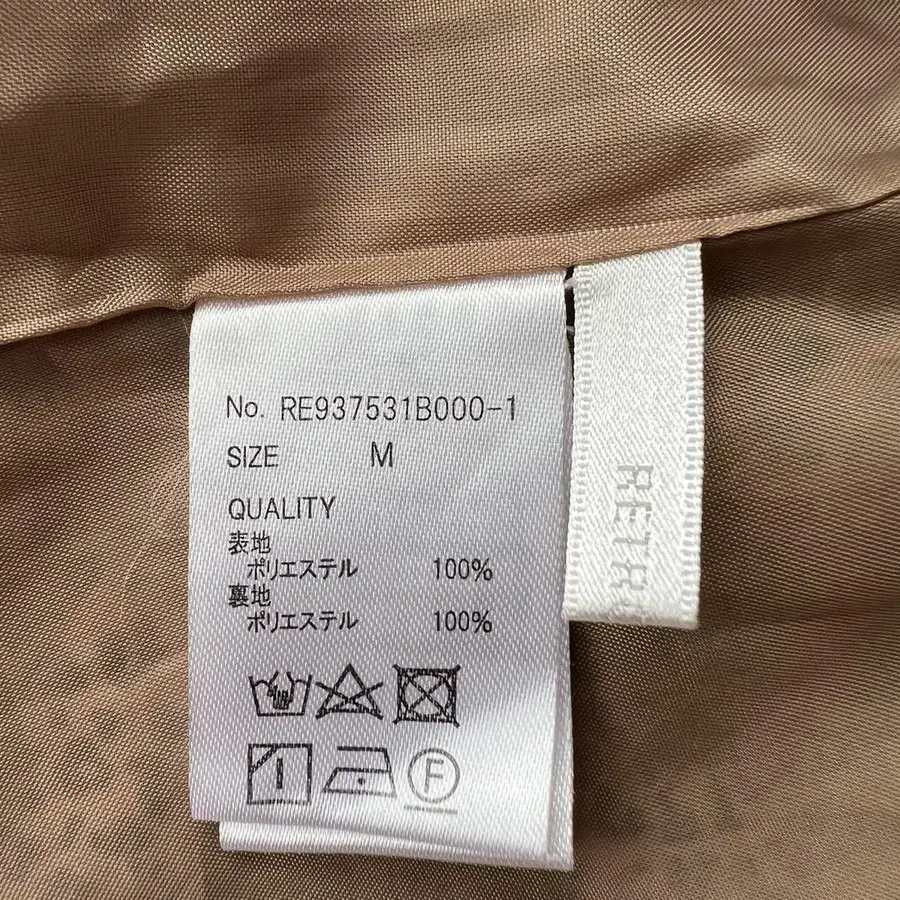 No. RE937531B000-1
SIZE M
QUALITY
表地
ポリエステル 100%
裏地
ポリエステル 100%
F